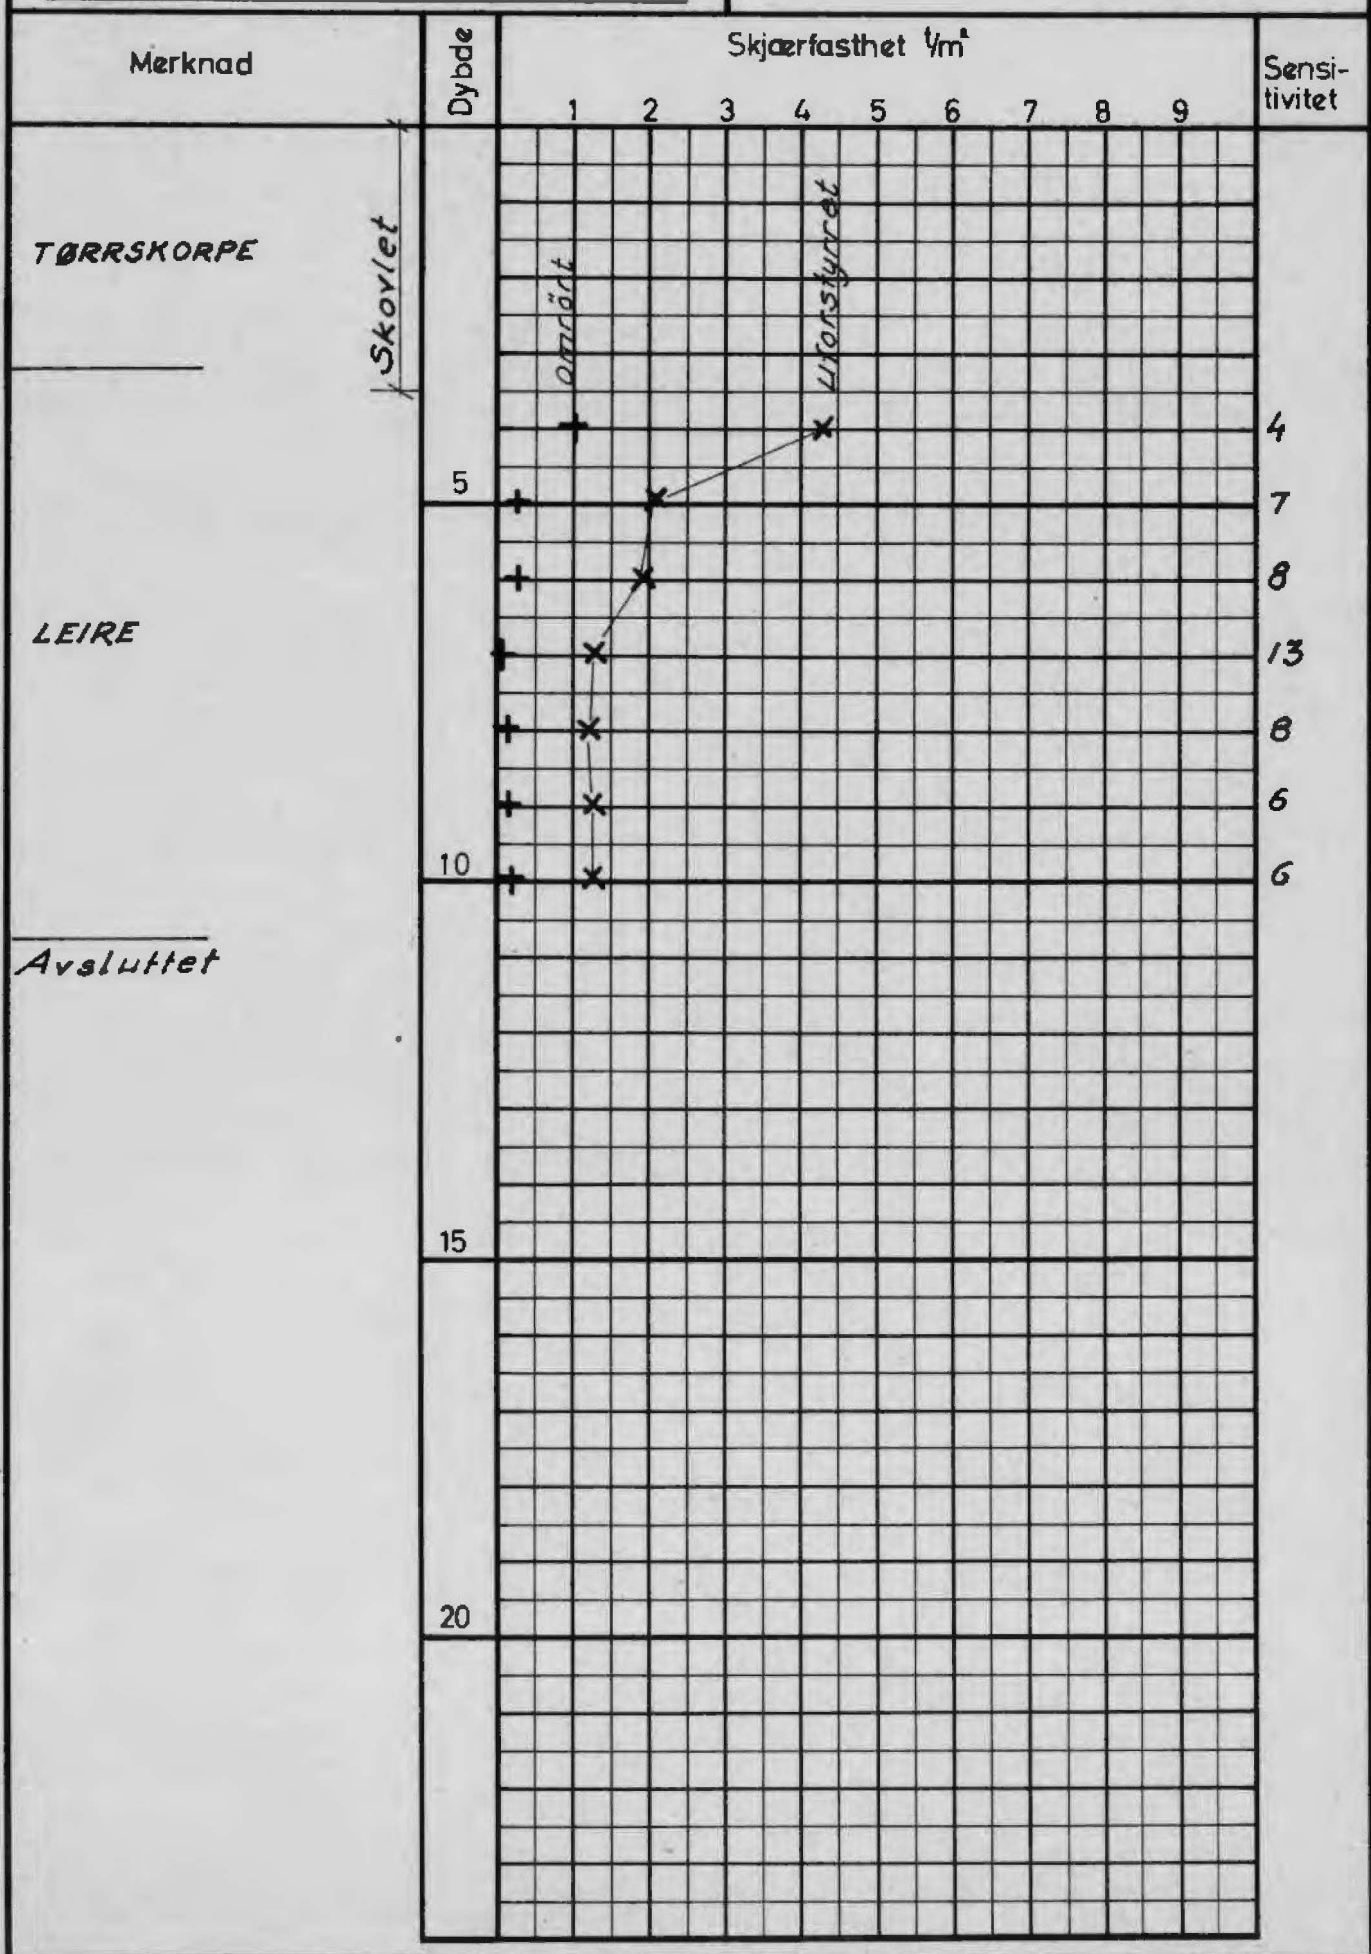 Merknad
Dybde
Skjærfasthet t/m²
Sensi-
tivitet
1 2 3 4 5 6 7 8 9
TØRRSKORPE
Skovlet
omrört
uforstyrret
4
5
7
8
LEIRE
13
8
6
10
6
Avsluttet
15
20